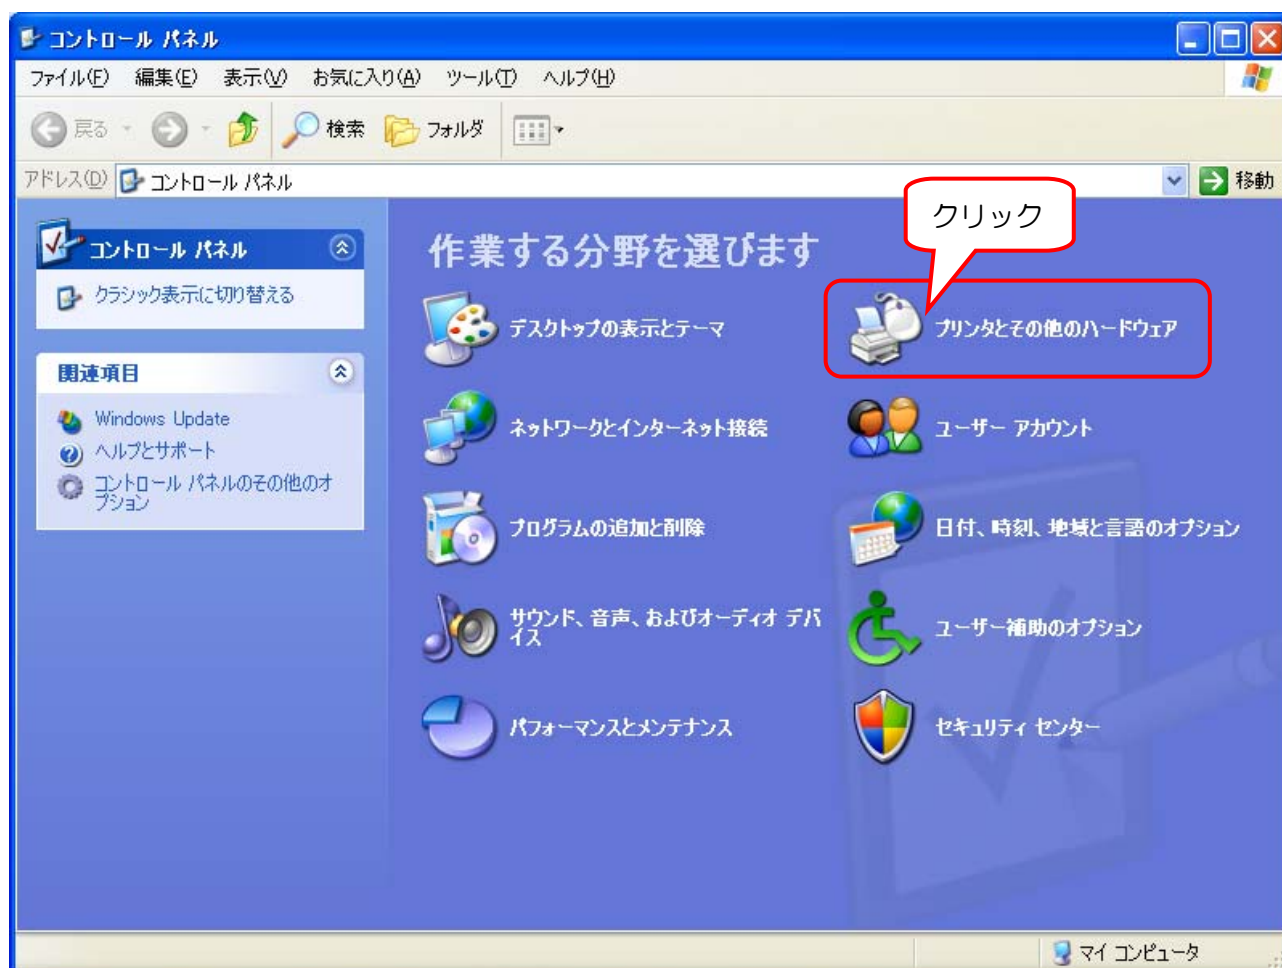 コントロール パネル
ファイル(F) 編集(E) 表示(V) お気に入り(A) ツール(T) ヘルプ(H)
戻る 検索 フォルダ
アドレス(D) コントロール パネル 移動
クリック
コントロール パネル
クラシック表示に切り替える
関連項目
Windows Update
ヘルプとサポート
コントロール パネルのその他のオ
プション
作業する分野を選びます
デスクトップの表示とテーマ
プリンタとその他のハードウェア
ネットワークとインターネット接続
ユーザー アカウント
プログラムの追加と削除
日付、時刻、地域と言語のオプション
サウンド、音声、およびオーディオ デバ
イス
ユーザー補助のオプション
パフォーマンスとメンテナンス
セキュリティ センター
マイ コンピュータ